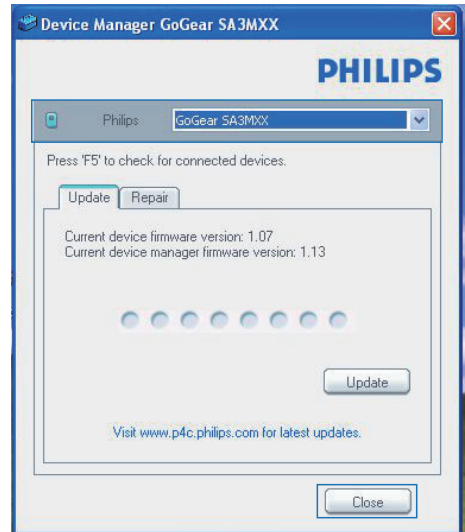 Device Manager GoGear SA3MXX
PHILIPS
Philips GoGear SA3MXX
Press 'F5' to check for connected devices.
Update Repair
Current device firmware version: 1.07
Current device manager firmware version: 1.13
Update
Visit www.p4c.philips.com for latest updates.
Close